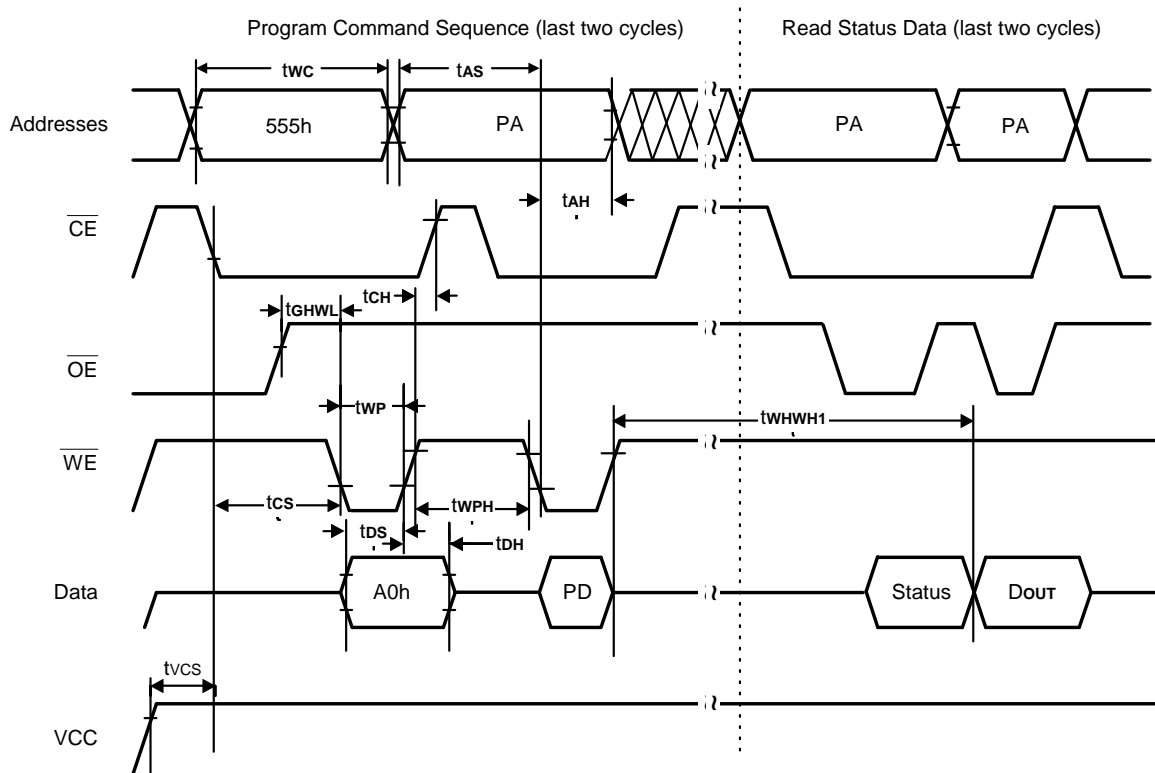 Program Command Sequence (last two cycles)
Read Status Data (last two cycles)
tWC
tAS
Addresses
555h
PA
PA
PA
tAH
CE
tCH
tGHWL
OE
tWP
tWHWH1
WE
tCS
tWPH
tDS
tDH
Data
A0h
PD
Status
DOUT
tVCS
VCC